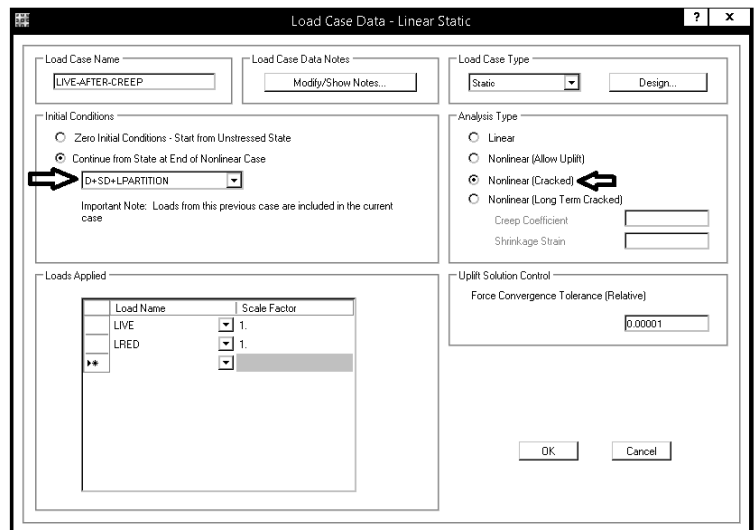 Load Case Data - Linear Static
? x
Load Case Name
LIVE-AFTER-CREEP
Load Case Data Notes
Modify/Show Notes...
Load Case Type
Static
Design...
Initial Conditions
Zero Initial Conditions - Start from Unstressed State
Continue from State at End of Nonlinear Case
D+SD+LPARTITION
Important Note: Loads from this previous case are included in the current
case
Analysis Type
Linear
Nonlinear (Allow Uplift)
Nonlinear (Cracked)
Nonlinear (Long Term Cracked)
Creep Coefficient
Shrinkage Strain
Loads Applied
Load Name Scale Factor
LIVE 1.
LRED 1.
Uplift Solution Control
Force Convergence Tolerance (Relative)
0.00001
OK
Cancel